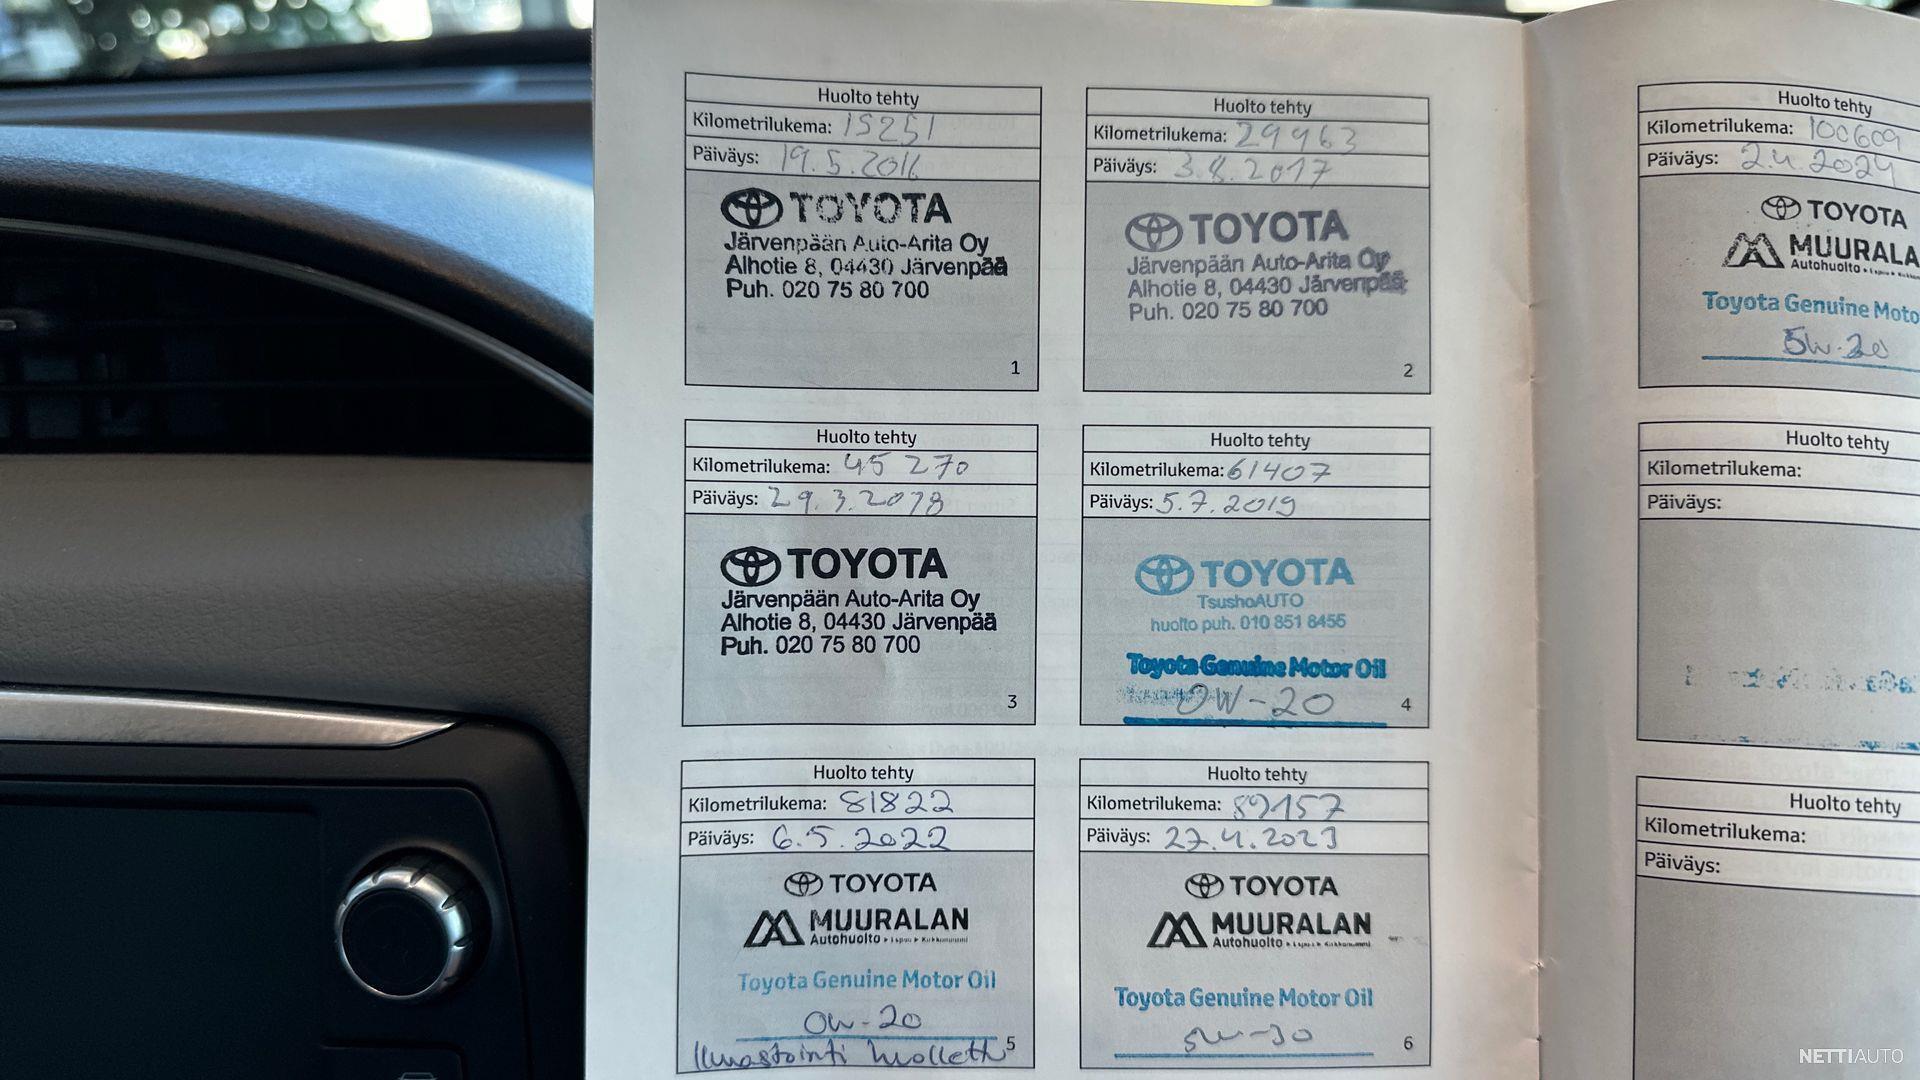 Huolto tehty
Kilometrilukema: 15251
Päiväys: 19.5.2016
TOYOTA
Järvenpään Auto-Arita Oy
Alhotie 8, 04430 Järvenpää
Puh. 020 75 80 700
1
Huolto tehty
Kilometrilukema: 29963
Päiväys: 3.8.2017
TOYOTA
Järvenpään Auto-Arita Oy
Alhotie 8, 04430 Järvenpää
Puh. 020 75 80 700
2
Huolto tehty
Kilometrilukema: 45 270
Päiväys: 29.3.2018
TOYOTA
Järvenpään Auto-Arita Oy
Alhotie 8, 04430 Järvenpää
Puh. 020 75 80 700
3
Huolto tehty
Kilometrilukema: 61407
Päiväys: 5.7.2019
TOYOTA
TsushoAUTO
huolto puh. 010 851 8455
Toyota Genuine Motor Oil
0W-20
4
Huolto tehty
Kilometrilukema: 81822
Päiväys: 6.5.2022
TOYOTA
MUURALAN
Autohuolto
Toyota Genuine Motor Oil
0W-20
Ilmastointi huollettu
5
Huolto tehty
Kilometrilukema: 89157
Päiväys: 27.4.2023
TOYOTA
MUURALAN
Autohuolto
Toyota Genuine Motor Oil
5W-30
6
Huolto tehty
Kilometrilukema: 100609
Päiväys: 2.4.2024
TOYOTA
MUURALA
Autohuolto
Toyota Genuine Moto
5W-20
Huolto tehty
Kilometrilukema:
Päiväys:
Huolto tehty
Kilometrilukema:
Päiväys:
NETTIAUTO